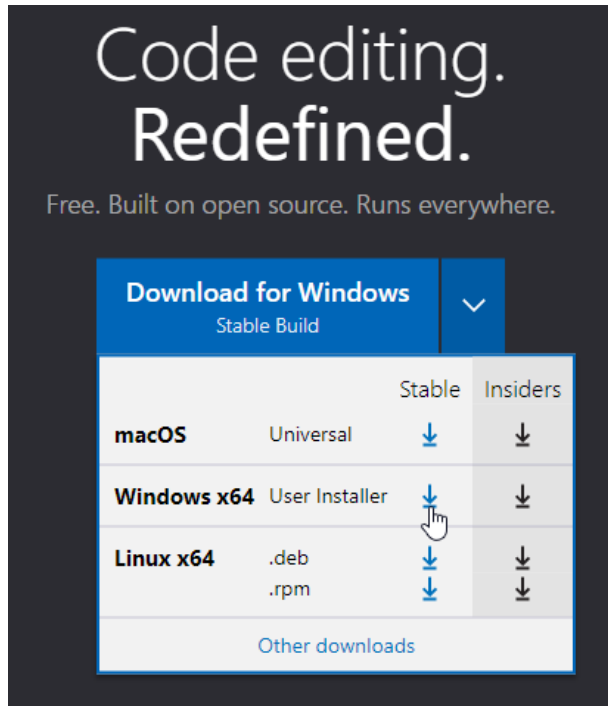 Code editing.
Redefined.
Free. Built on open source. Runs everywhere.
Download for Windows
Stable Build
Stable Insiders
macOS Universal
Windows x64 User Installer
Linux x64 .deb
.rpm
Other downloads